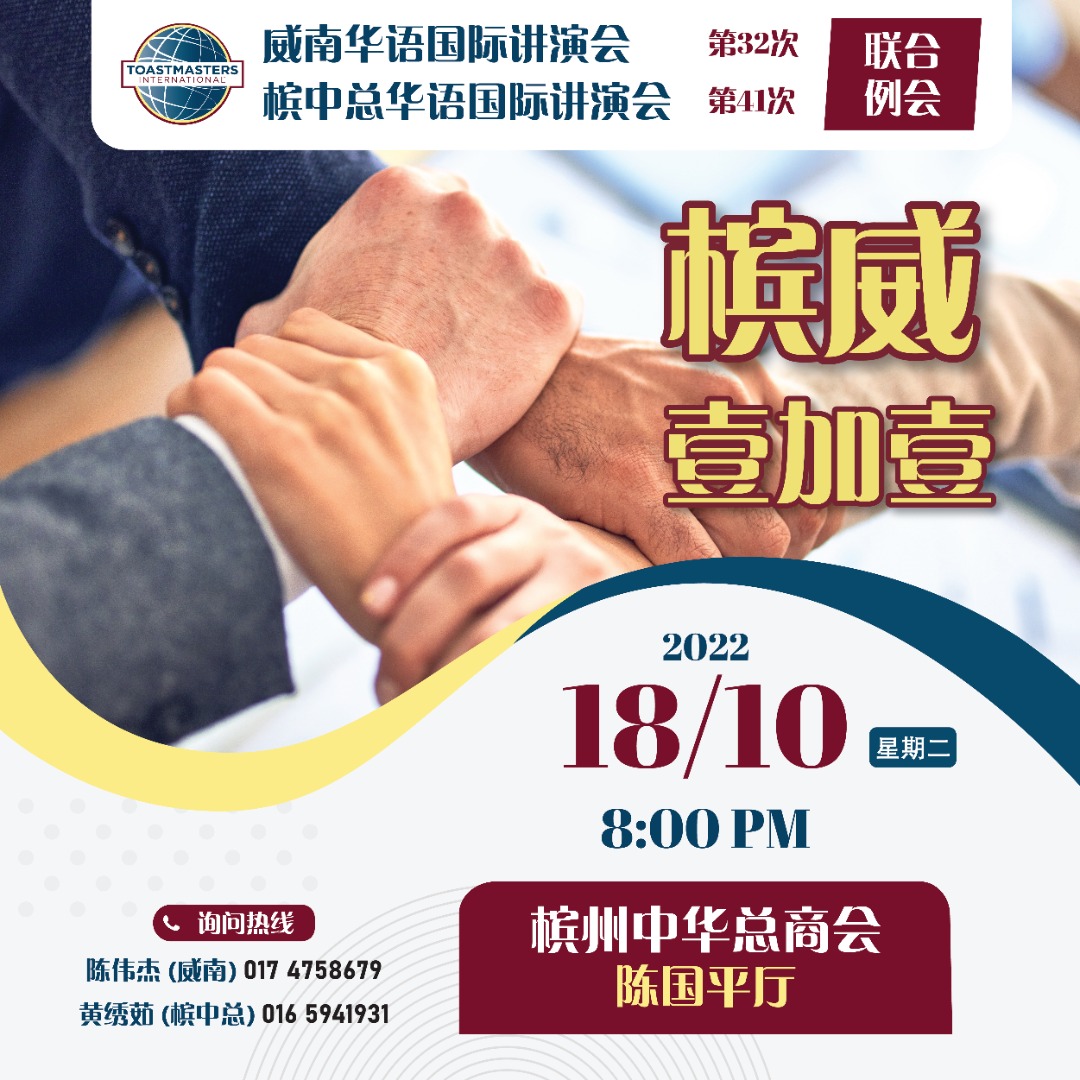 TOASTMASTERS
INTERNATIONAL
威南华语国际讲演会 第32次
槟中总华语国际讲演会 第41次
联合
例会
槟威
壹加壹
2022
18/10 星期二
8:00 PM
询问热线
陈伟杰 (威南) 017 4758679
黄绣茹 (槟中总) 016 5941931
槟州中华总商会
陈国平厅